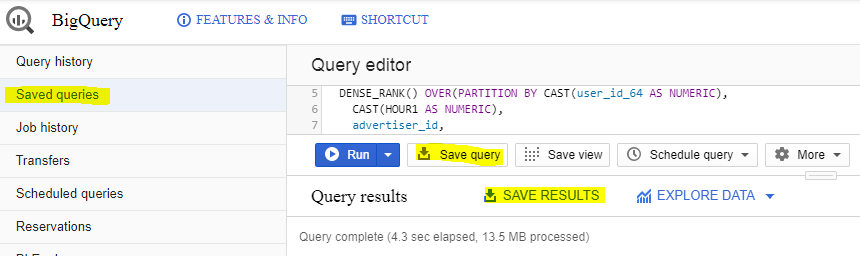 BigQuery
FEATURES & INFO
SHORTCUT
Query history
Saved queries
Job history
Transfers
Scheduled queries
Reservations
Query editor
5 DENSE_RANK() OVER(PARTITION BY CAST(user_id_64 AS NUMERIC),
6 CAST(HOUR1 AS NUMERIC),
7 advertiser_id,
Run Save query Save view Schedule query More
Query results SAVE RESULTS EXPLORE DATA
Query complete (4.3 sec elapsed, 13.5 MB processed)